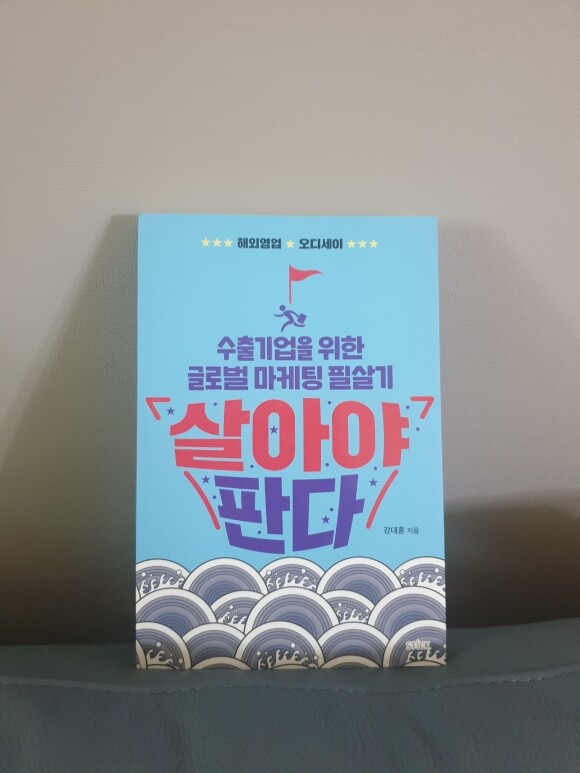 ★★★ 해외영업 ★ 오디세이 ★★★
수출기업을 위한
글로벌 마케팅 필살기
살아야
판다
강대훈 지음
STICK